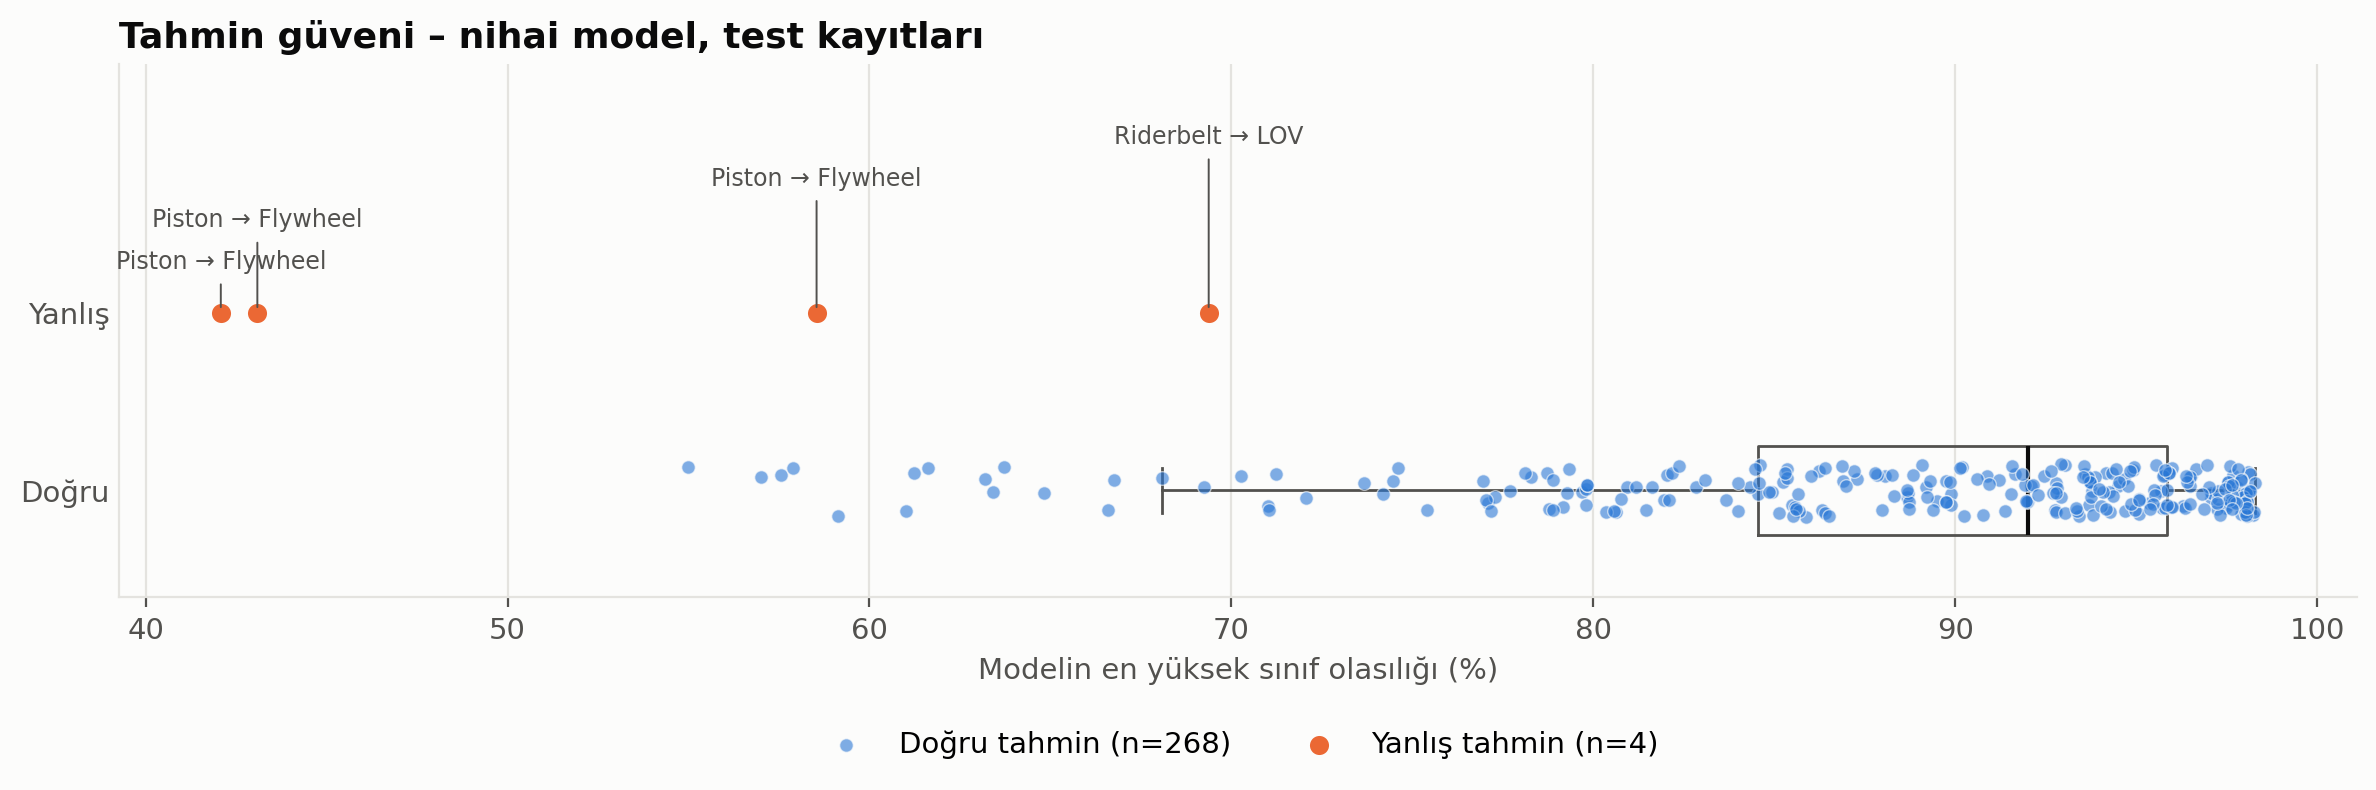 Tahmin güveni – nihai model, test kayıtları
Riderbelt → LOV
Piston → Flywheel
Piston → Flywheel
Piston → Flywheel
Yanlış
Doğru
40 50 60 70 80 90 100
Modelin en yüksek sınıf olasılığı (%)
Doğru tahmin (n=268) Yanlış tahmin (n=4)